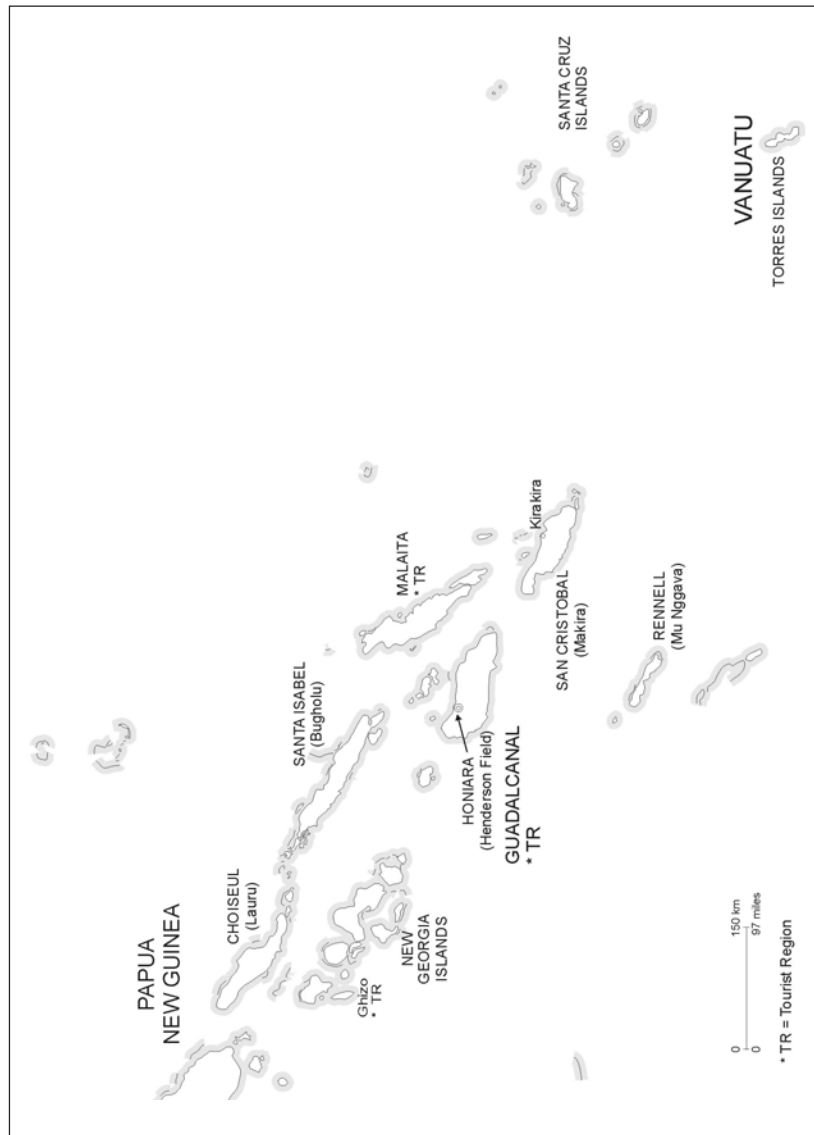 PAPUA
NEW GUINEA
CHOISEUL
(Lauru)
SANTA ISABEL
(Bugholu)
MALAITA
* TR
SANTA CRUZ
ISLANDS
Ghizo
* TR
NEW
GEORGIA
ISLANDS
HONIARA
(Henderson Field)
GUADALCANAL
* TR
Kirakira
SAN CRISTOBAL
(Makira)
RENNELL
(Mu Nggava)
VANUATU
TORRES ISLANDS
0 150 km
0 97 miles
* TR = Tourist Region